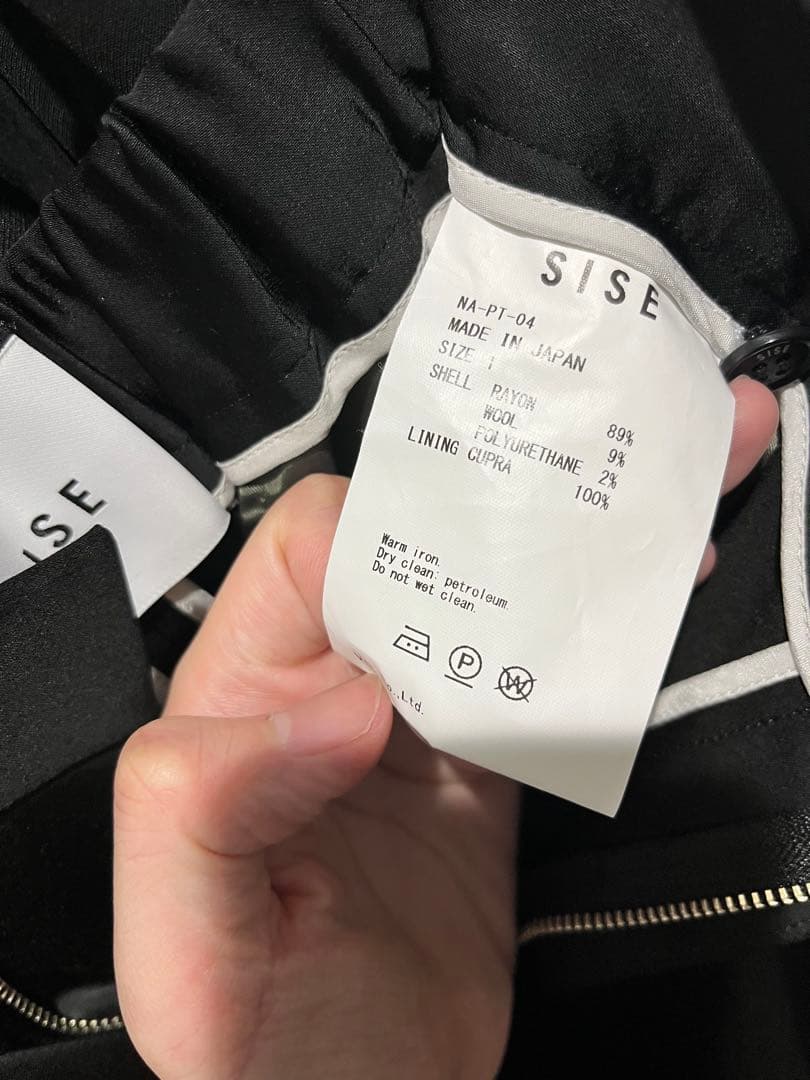 SISE
NA-PT-04
MADE IN JAPAN
SIZE 1
SHELL RAYON 89%
WOOL 9%
POLYURETHANE 2%
LINING CUPRA 100%
Warm iron.
Dry clean: petroleum.
Do not wet clean.
P W
.,Ltd.
SISE
ISE